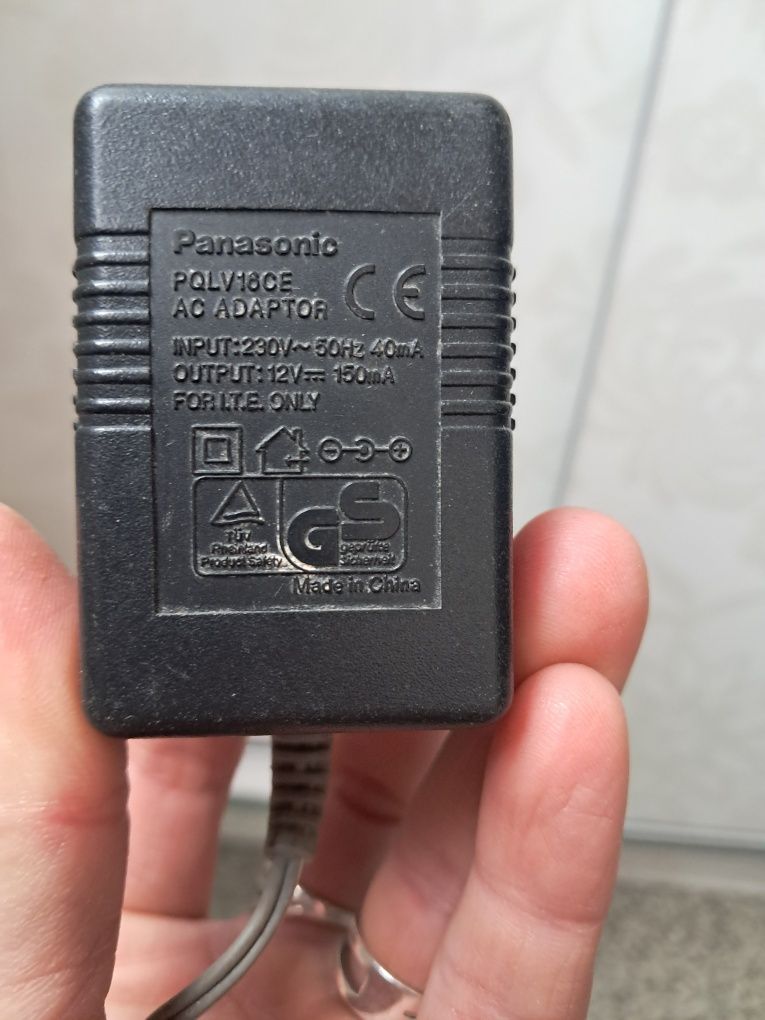 Panasonic
PQLV16CE
AC ADAPTOR CE
INPUT:230V~50Hz 40mA
OUTPUT:12V⎓ 150mA
FOR I.T.E. ONLY
TÜV
Rheinland
Product Safety
GS
geprüfte
Sicherheit
Made in China